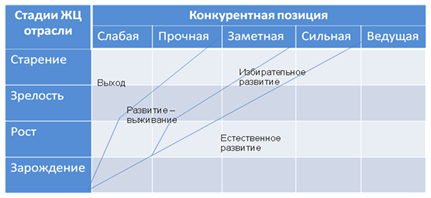 Стадии ЖЦ
отрасли
Конкурентная позиция
Слабая
Прочная
Заметная
Сильная
Ведущая
Старение
Выход
Избирательное
развитие
Зрелость
Развитие –
выживание
Рост
Естественное
развитие
Зарождение